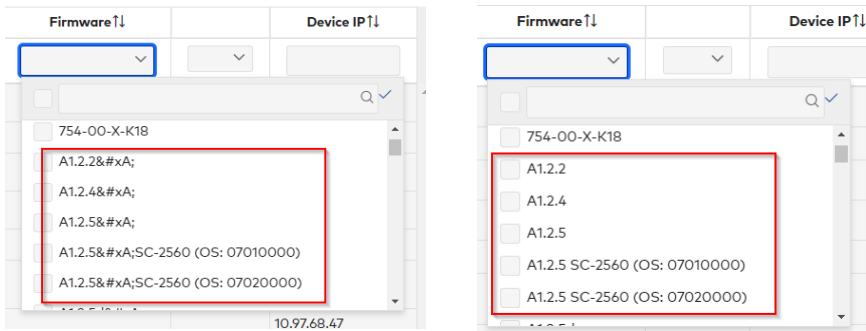 Firmware↑↓ Device IP↑↓
754-00-X-K18
A1.2.2&#xA;
A1.2.4&#xA;
A1.2.5&#xA;
A1.2.5&#xA;SC-2560 (OS: 07010000)
A1.2.5&#xA;SC-2560 (OS: 07020000)
10.97.68.47
Firmware↑↓ Device IP↑↓
754-00-X-K18
A1.2.2
A1.2.4
A1.2.5
A1.2.5 SC-2560 (OS: 07010000)
A1.2.5 SC-2560 (OS: 07020000)